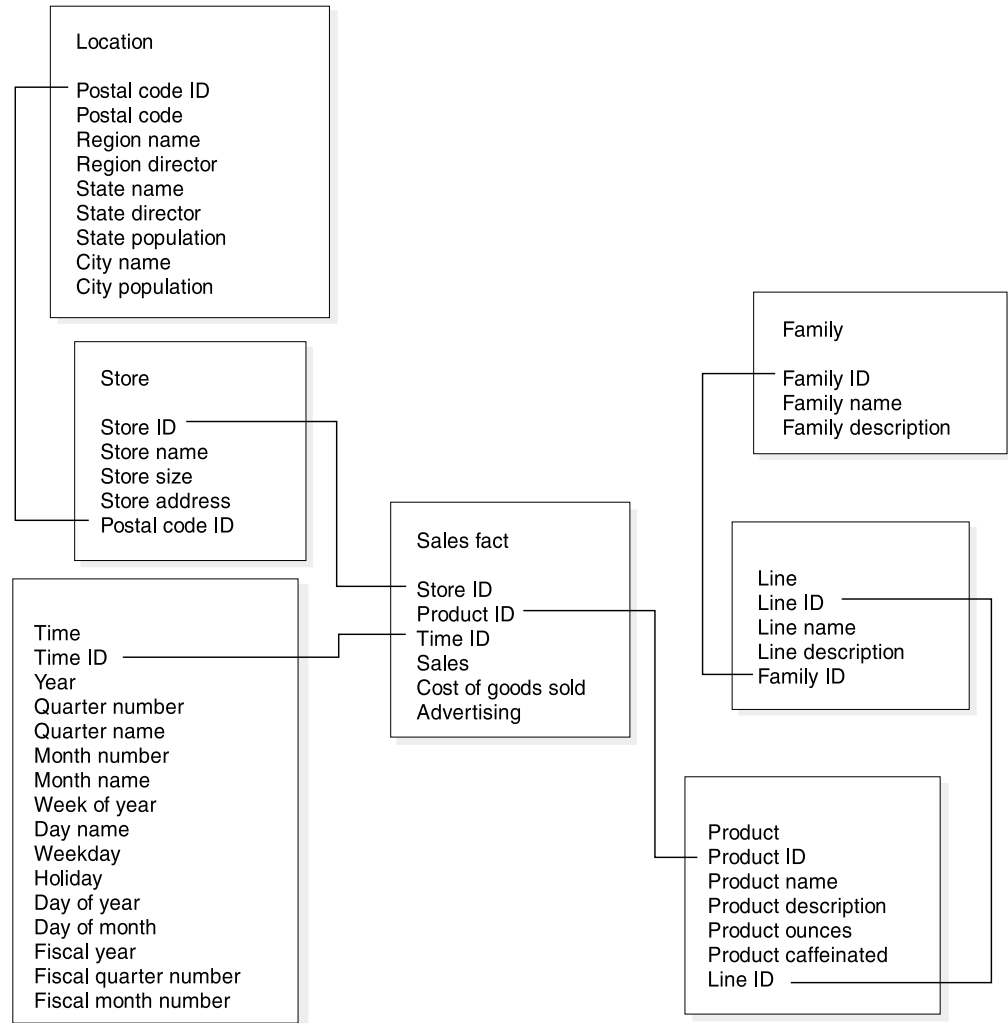 Location
Postal code ID
Postal code
Region name
Region director
State name
State director
State population
City name
City population
Store
Store ID
Store name
Store size
Store address
Postal code ID
Time
Time ID
Year
Quarter number
Quarter name
Month number
Month name
Week of year
Day name
Weekday
Holiday
Day of year
Day of month
Fiscal year
Fiscal quarter number
Fiscal month number
Sales fact
Store ID
Product ID
Time ID
Sales
Cost of goods sold
Advertising
Family
Family ID
Family name
Family description
Line
Line ID
Line name
Line description
Family ID
Product
Product ID
Product name
Product description
Product ounces
Product caffeinated
Line ID